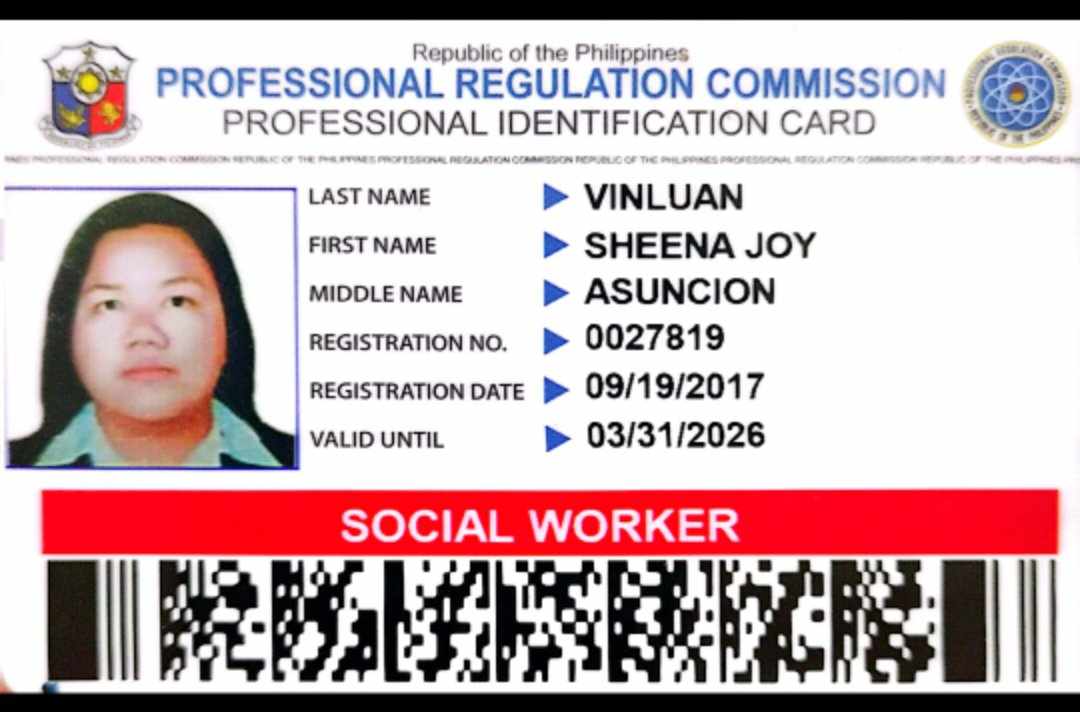 Republic of the Philippines
PROFESSIONAL REGULATION COMMISSION
PROFESSIONAL IDENTIFICATION CARD
PROFESSIONAL REGULATION COMMISSION REPUBLIC OF THE PHILIPPINES PROFESSIONAL REGULATION COMMISSION REPUBLIC OF THE PHILIPPINES PROFESSIONAL REGULATION COMMISSION REPUBLIC OF THE PHILIPPINES
LAST NAME VINLUAN
FIRST NAME SHEENA JOY
MIDDLE NAME ASUNCION
REGISTRATION NO. 0027819
REGISTRATION DATE 09/19/2017
VALID UNTIL 03/31/2026
SOCIAL WORKER